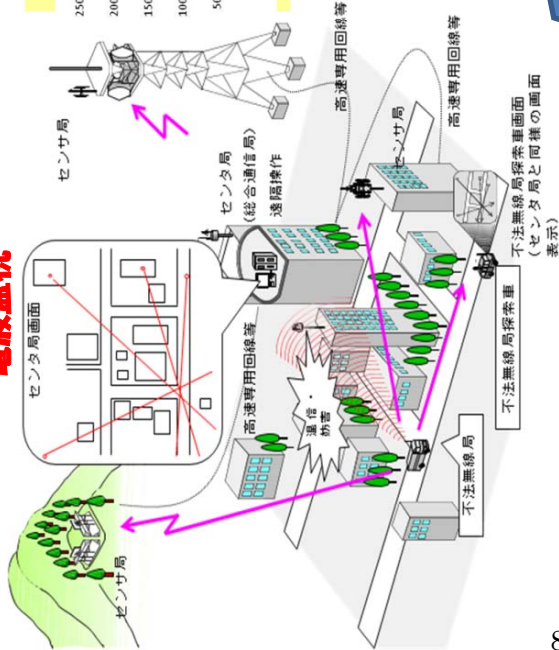 電波監視
センタ局画面
センサ局
センサ局
高速専用回線等
センタ局
(総合通信局)
遠隔操作
高速専用回線等
高速専用回線等
センサ局
混信・
妨害
不法無線局
不法無線局探索車
不法無線局探索車画面
(センタ局と同様の画面
表示)
8